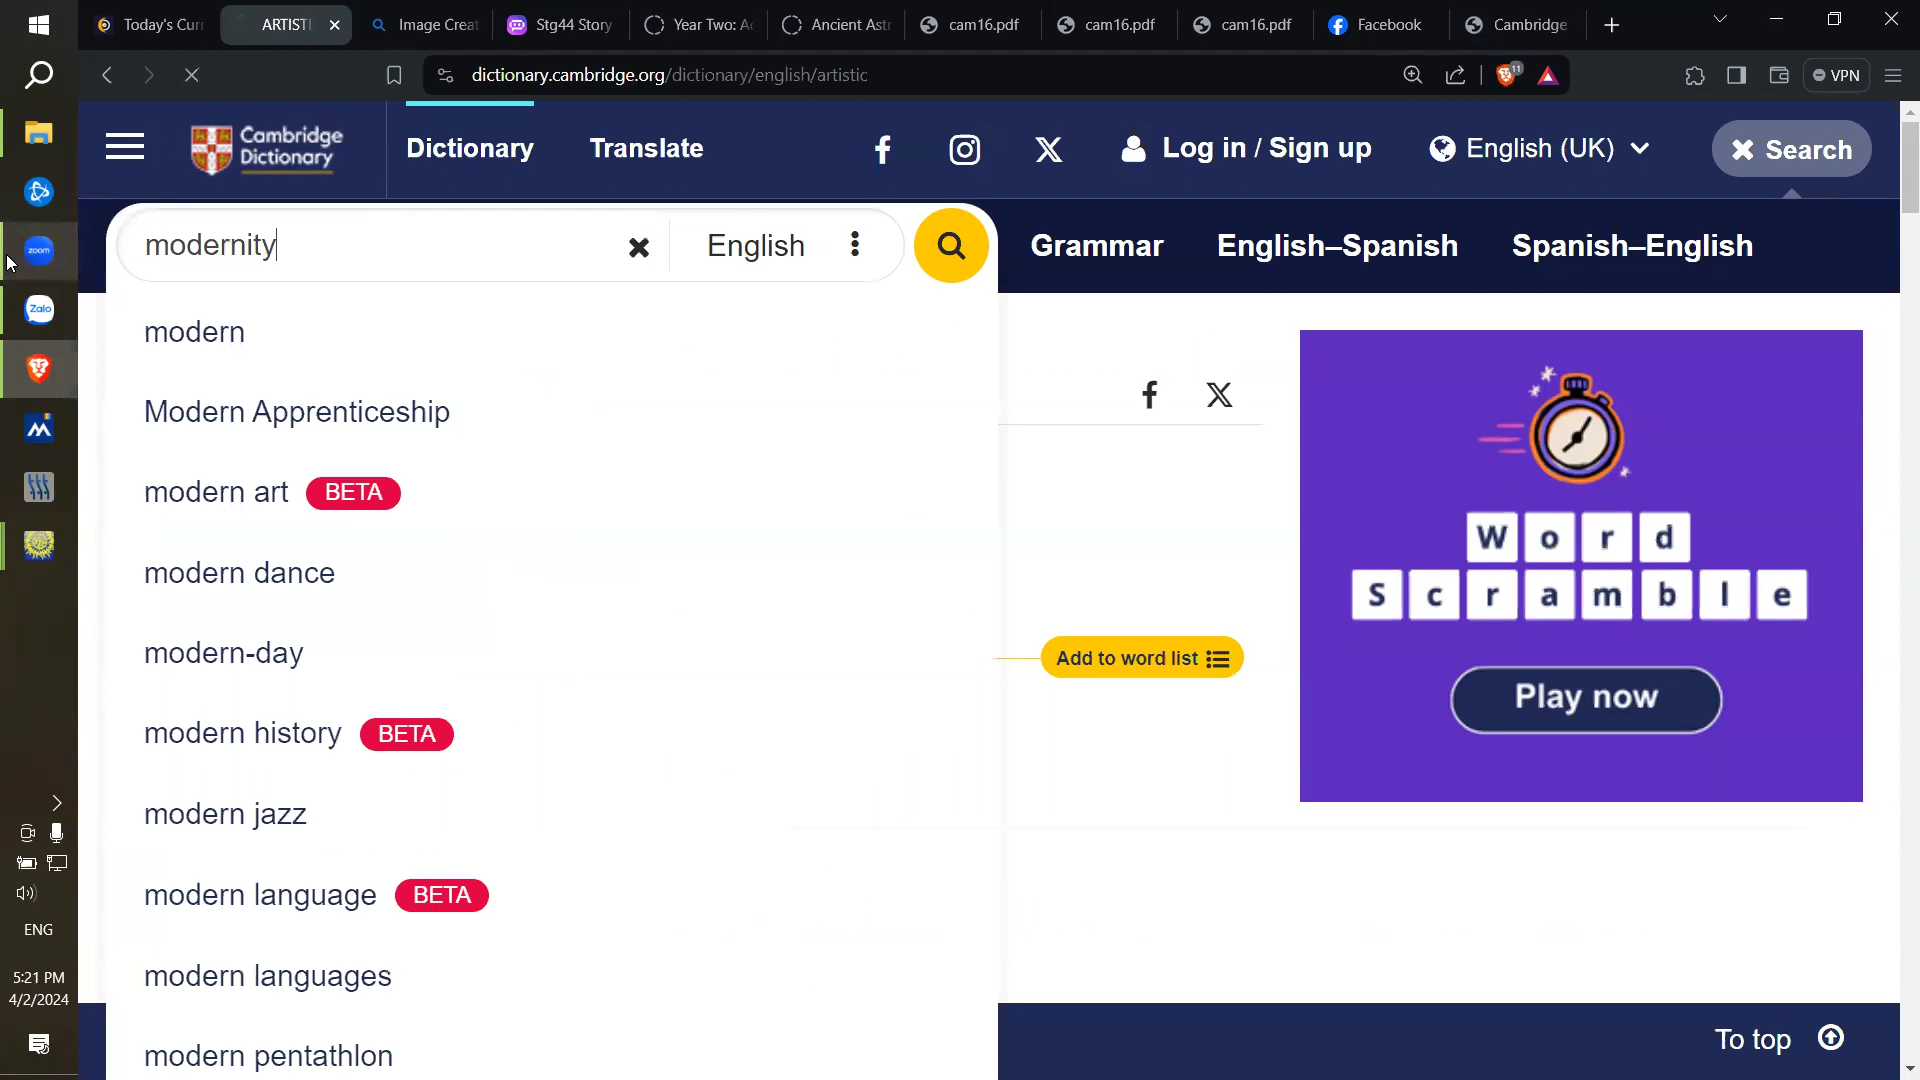 Today's Curr
ARTISTI
Image Creat
Stg44 Story
Year Two: Ac
Ancient Astr
cam16.pdf
cam16.pdf
cam16.pdf
Facebook
Cambridge
dictionary.cambridge.org/dictionary/english/artistic
11
VPN
Cambridge
Dictionary
Dictionary
Translate
Log in / Sign up
English (UK)
Search
modernity
English
Grammar
English–Spanish
Spanish–English
modern
Modern Apprenticeship
modern art BETA
modern dance
modern-day
modern history BETA
modern jazz
modern language BETA
modern languages
modern pentathlon
Add to word list
Word
Scramble
Play now
To top
zoom
Zalo
ENG
5:21 PM
4/2/2024